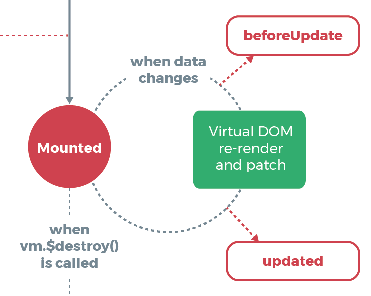 beforeUpdate
when data
changes
Virtual DOM
re-render
and patch
Mounted
when
vm.$destroy()
is called
updated